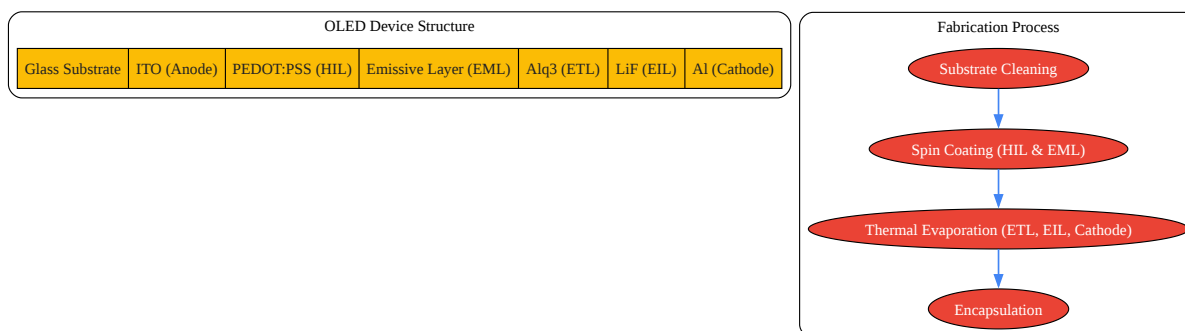 OLED Device Structure
Glass Substrate
ITO (Anode)
PEDOT:PSS (HIL)
Emissive Layer (EML)
Alq3 (ETL)
LiF (EIL)
Al (Cathode)
Fabrication Process
Substrate Cleaning
Spin Coating (HIL & EML)
Thermal Evaporation (ETL, EIL, Cathode)
Encapsulation